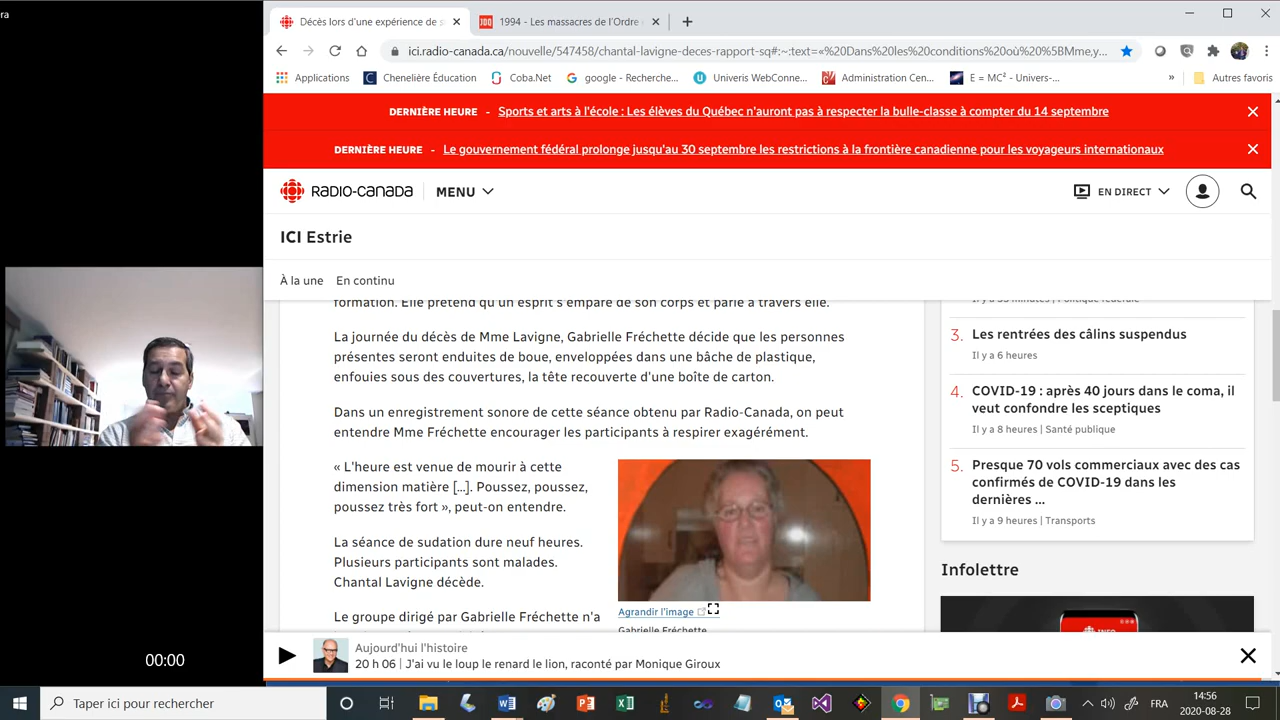 ra
Décès lors d'une expérience de s
1994 - Les massacres de l'Ordre
ici.radio-canada.ca/nouvelle/547458/chantal-lavigne-deces-rapport-sq#:~:text=«%20Dans%20les%20conditions%20où%20%5BMme,y...
Applications
Chenelière Éducation
Coba.Net
google - Recherche...
Univeris WebConne...
Administration Cen...
E = MC² - Univers-...
»
Autres favoris
DERNIÈRE HEURE - Sports et arts à l'école : Les élèves du Québec n'auront pas à respecter la bulle-classe à compter du 14 septembre
DERNIÈRE HEURE - Le gouvernement fédéral prolonge jusqu'au 30 septembre les restrictions à la frontière canadienne pour les voyageurs internationaux
RADIO-CANADA
MENU
EN DIRECT
ICI Estrie
À la une
En continu
formation. Elle prétend qu'un esprit s'empare de son corps et parle à travers elle.
La journée du décès de Mme Lavigne, Gabrielle Fréchette décide que les personnes
présentes seront enduites de boue, enveloppées dans une bâche de plastique,
enfouies sous des couvertures, la tête recouverte d'une boîte de carton.
Dans un enregistrement sonore de cette séance obtenu par Radio-Canada, on peut
entendre Mme Fréchette encourager les participants à respirer exagérément.
« L'heure est venue de mourir à cette
dimension matière [...]. Poussez, poussez,
poussez très fort », peut-on entendre.
La séance de sudation dure neuf heures.
Plusieurs participants sont malades.
Chantal Lavigne décède.
Le groupe dirigé par Gabrielle Fréchette n'a
Agrandir l'image
Gabrielle Fréchette
Il y a 55 minutes | Politique fédérale
3. Les rentrées des câlins suspendus
Il y a 6 heures
4. COVID-19 : après 40 jours dans le coma, il
veut confondre les sceptiques
Il y a 8 heures | Santé publique
5. Presque 70 vols commerciaux avec des cas
confirmés de COVID-19 dans les
dernières ...
Il y a 9 heures | Transports
Infolettre
INFO
00:00
Aujourd'hui l'histoire
20 h 06 | J'ai vu le loup le renard le lion, raconté par Monique Giroux
Taper ici pour rechercher
FRA
14:56
2020-08-28